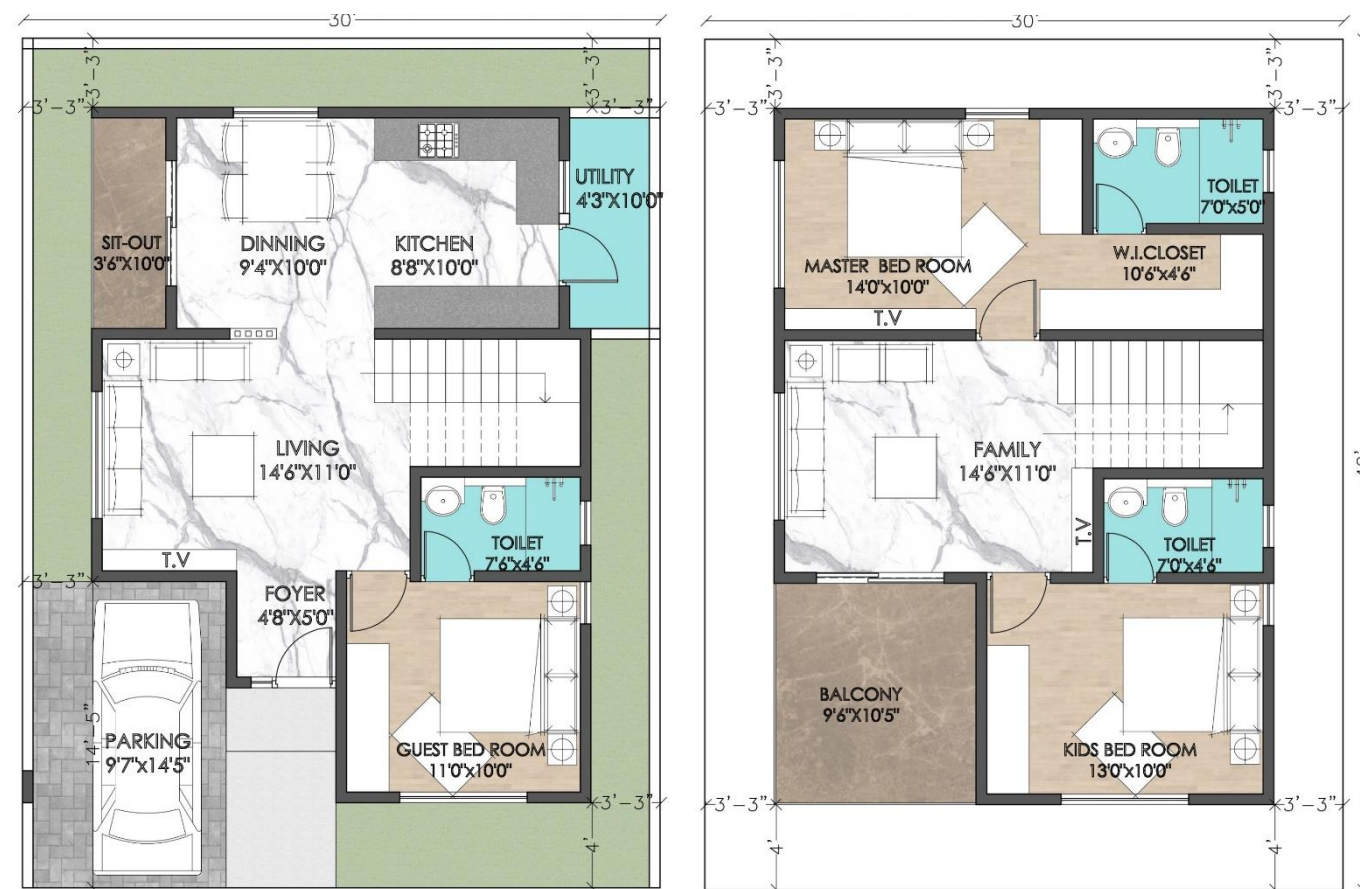 30'
3'-3"
3'-3"
3'-3"
3'-3"
SIT-OUT
3'6"X10'0"
DINNING
9'4"X10'0"
KITCHEN
8'8"X10'0"
UTILITY
4'3"X10'0"
LIVING
14'6"X11'0"
T.V
TOILET
7'6"x4'6"
3'-3"
FOYER
4'8"X5'0"
14'-5"
PARKING
9'7"x14'5"
GUEST BED ROOM
11'0"x10'0"
3'-3"
4'
30'
3'-3"
3'-3"
3'-3"
3'-3"
TOILET
7'0"x5'0"
MASTER BED ROOM
14'0"x10'0"
W.I.CLOSET
10'6"x4'6"
T.V
FAMILY
14'6"X11'0"
T.V
TOILET
7'0"x4'6"
BALCONY
9'6"X10'5"
KIDS BED ROOM
13'0"x10'0"
3'-3"
3'-3"
4'
4'